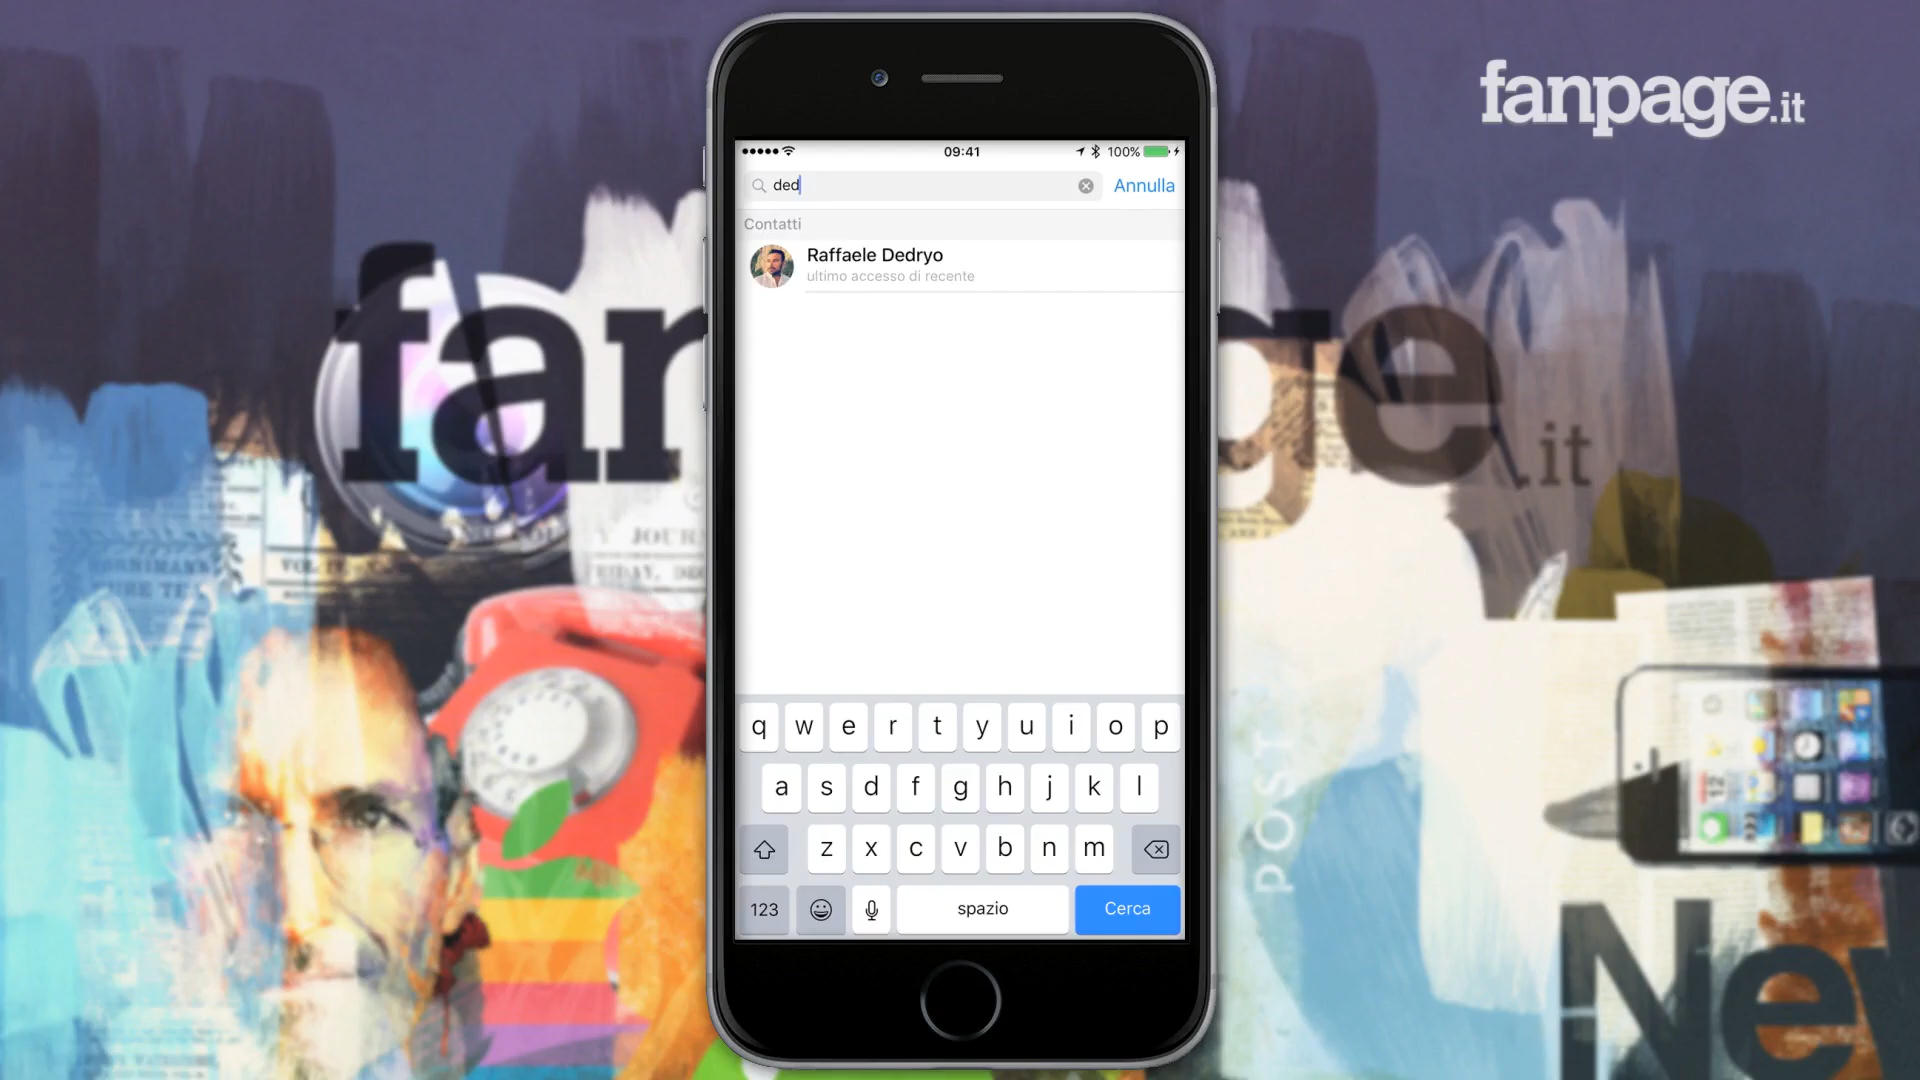 fanpage.it
09:41
100%
ded
Annulla
Contatti
Raffaele Dedryo
ultimo accesso di recente
q w e r t y u i o p
a s d f g h j k l
z x c v b n m
123
spazio
Cerca
.it
POST